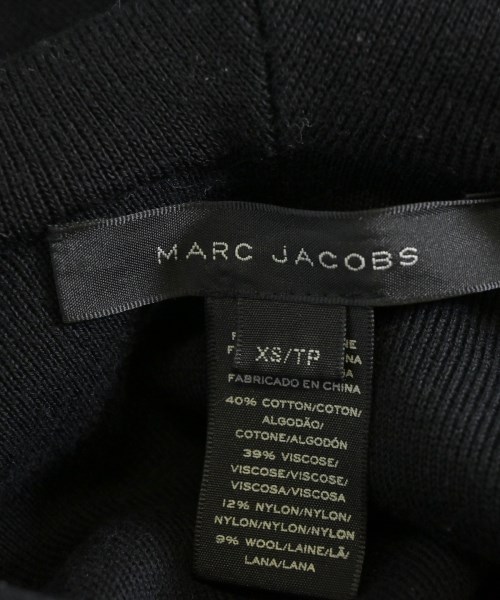 MARC JACOBS
XS/TP
FABRICADO EN CHINA
40% COTTON/COTON/
ALGODÃO/
COTONE/ALGODÓN
39% VISCOSE/
VISCOSE/VISCOSE/
VISCOSA/VISCOSA
12% NYLON/NYLON/
NYLON/NYLON/NYLON
9% WOOL/LAINE/LÃ/
LANA/LANA